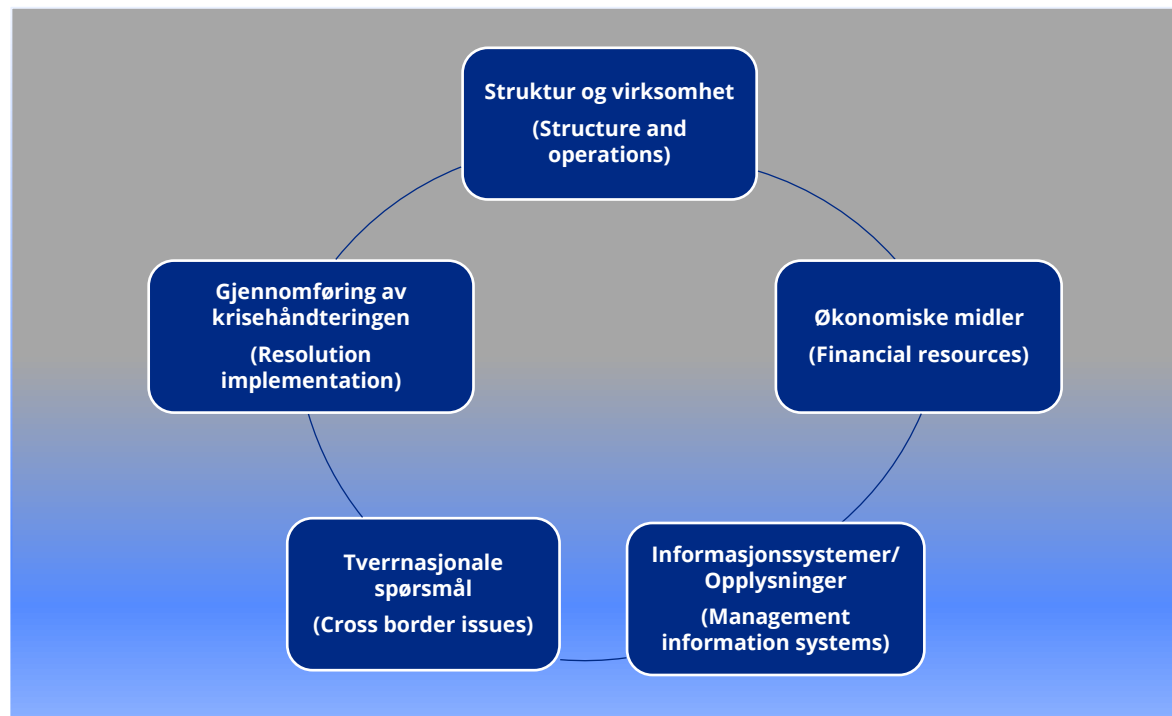 Struktur og virksomhet
(Structure and
operations)
Økonomiske midler
(Financial resources)
Informasjonssystemer/
Opplysninger
(Management
information systems)
Tverrnasjonale
spørsmål
(Cross border issues)
Gjennomføring av
krisehåndteringen
(Resolution
implementation)